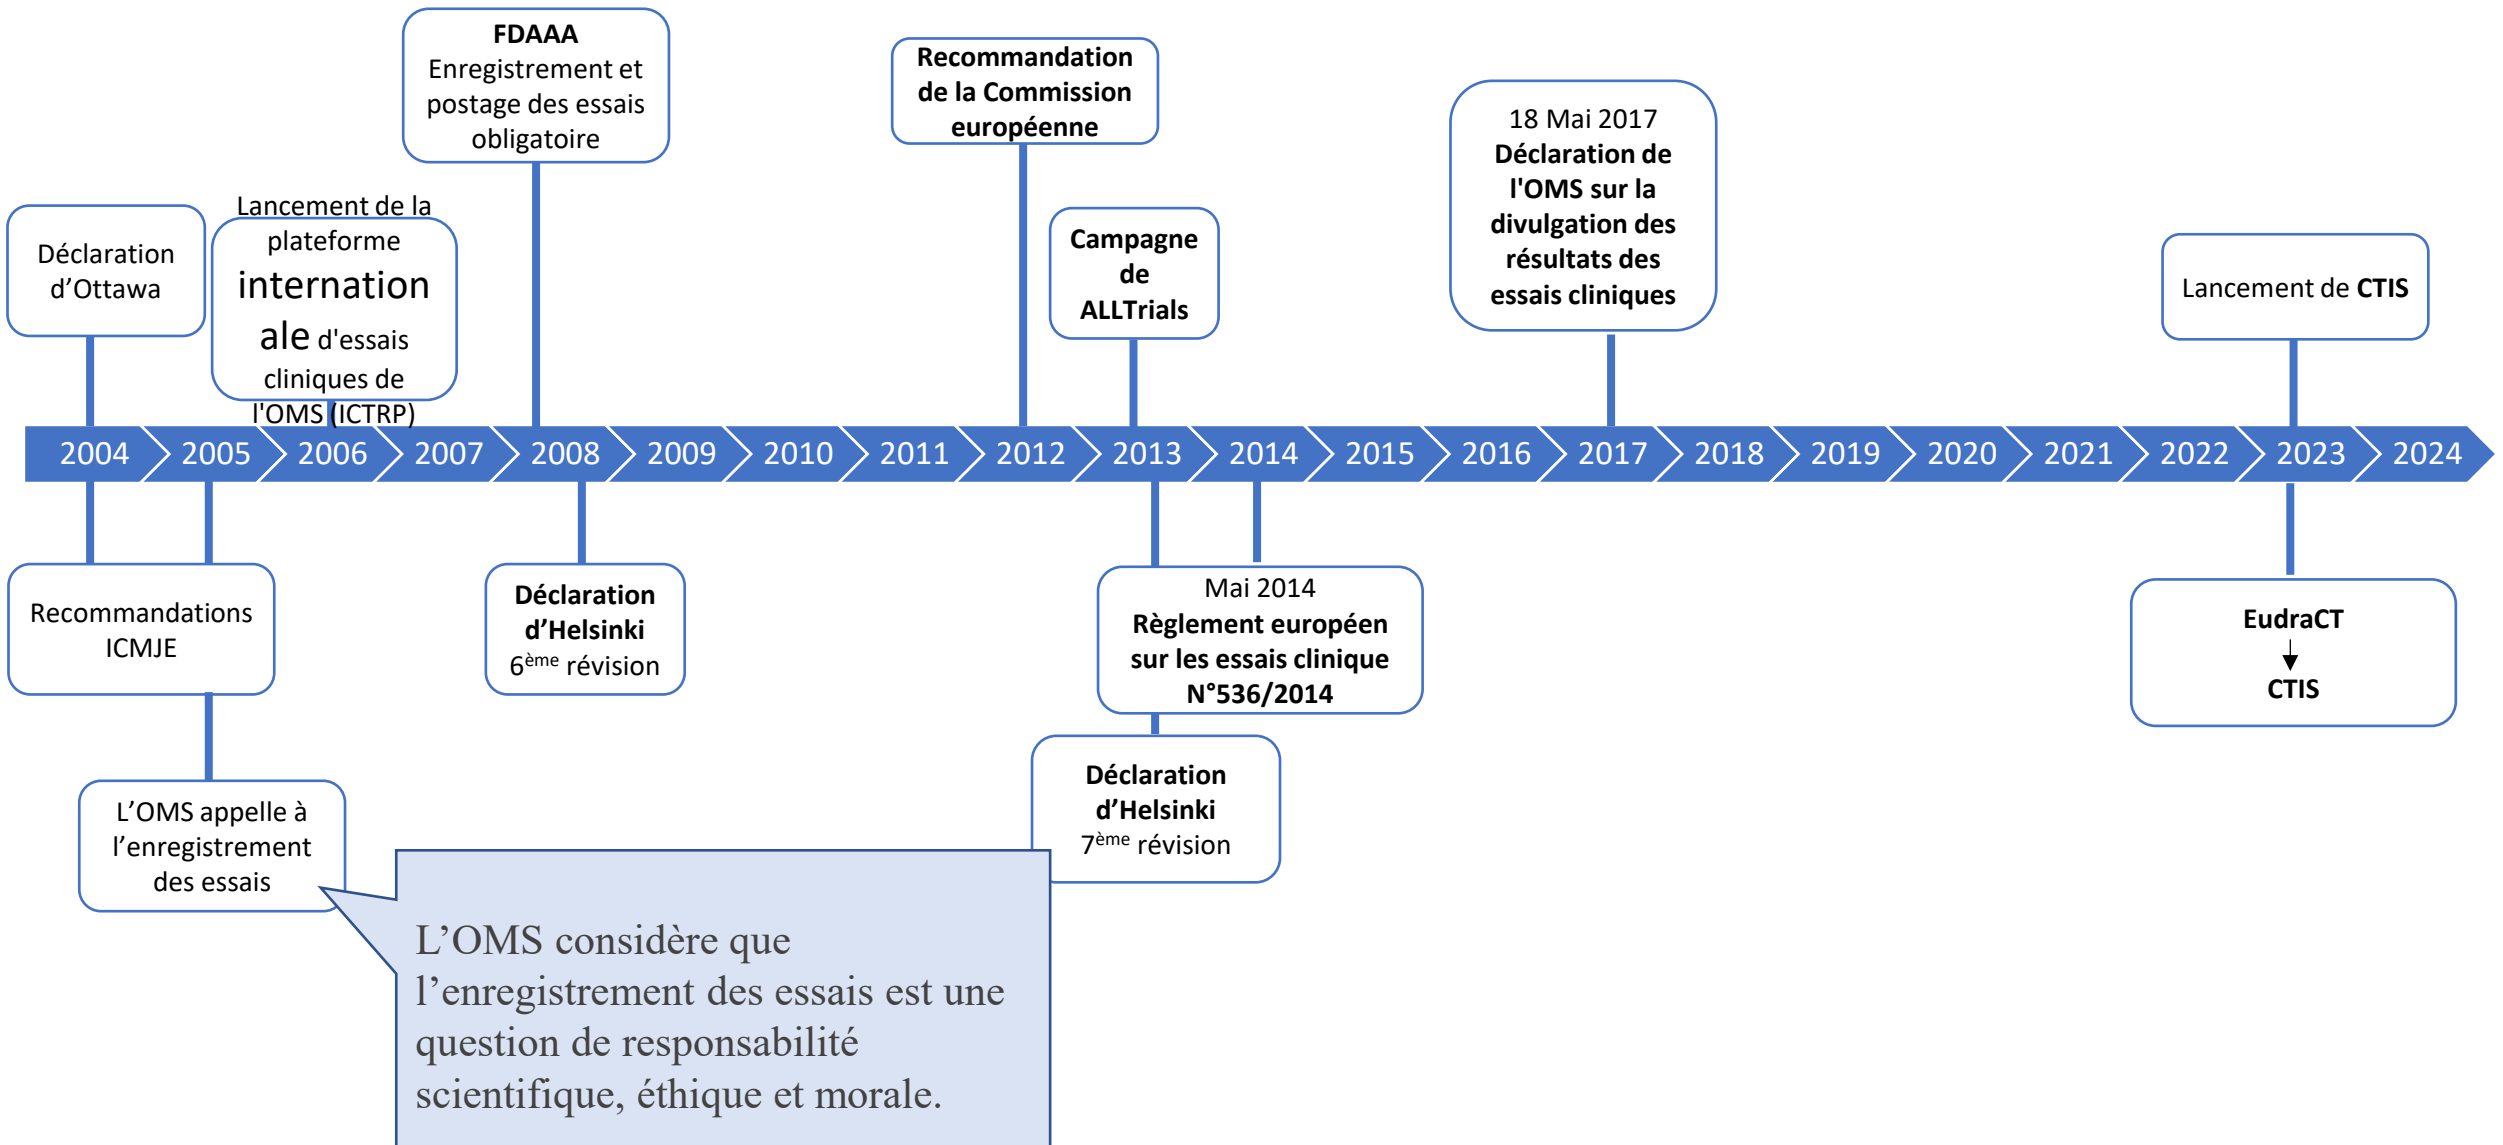 FDAAA
Enregistrement et
postage des essais
obligatoire
Recommandation
de la Commission
européenne
18 Mai 2017
Déclaration de
l'OMS sur la
divulgation des
résultats des
essais cliniques
Déclaration
d’Ottawa
Lancement de la
plateforme
internation
ale d'essais
cliniques de
l'OMS (ICTRP)
Campagne
de
ALLTrials
Lancement de CTIS
2004 2005 2006 2007 2008 2009 2010 2011 2012 2013 2014 2015 2016 2017 2018 2019 2020 2021 2022 2023 2024
Recommandations
ICMJE
Déclaration
d’Helsinki
6ème révision
Mai 2014
Règlement européen
sur les essais clinique
N°536/2014
EudraCT
CTIS
L’OMS appelle à
l’enregistrement
des essais
Déclaration
d’Helsinki
7ème révision
L’OMS considère que
l’enregistrement des essais est une
question de responsabilité
scientifique, éthique et morale.